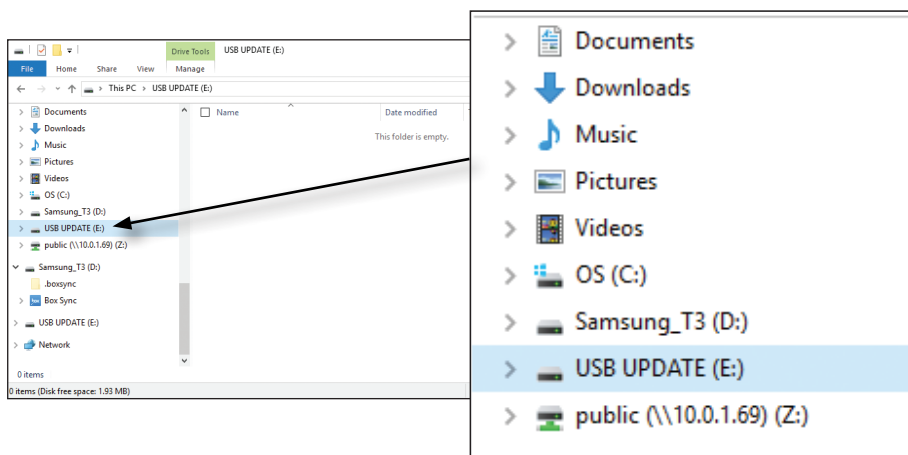 Drive Tools USB UPDATE (E:)
File Home Share View Manage
This PC > USB UPDATE (E:)
Name Date modified
This folder is empty.
Documents
Downloads
Music
Pictures
Videos
OS (C:)
Samsung_T3 (D:)
USB UPDATE (E:)
public (\\10.0.1.69) (Z:)
Samsung_T3 (D:)
.boxsync
Box Sync
USB UPDATE (E:)
Network
0 items
0 items (Disk free space: 1.93 MB)
Documents
Downloads
Music
Pictures
Videos
OS (C:)
Samsung_T3 (D:)
USB UPDATE (E:)
public (\\10.0.1.69) (Z:)